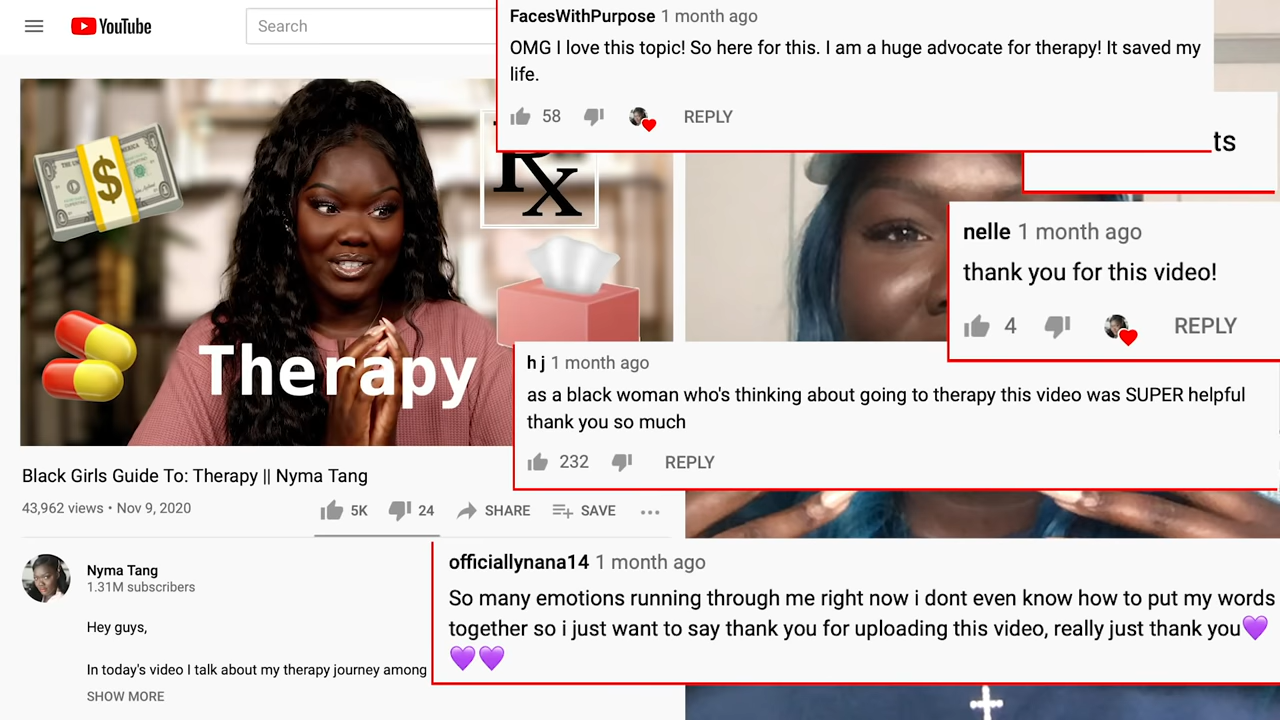 YouTube
Search
FacesWithPurpose 1 month ago
OMG I love this topic! So here for this. I am a huge advocate for therapy! It saved my
life.
58 REPLY
ts
$
Rx
Therapy
nelle 1 month ago
thank you for this video!
4 REPLY
h j 1 month ago
as a black woman who's thinking about going to therapy this video was SUPER helpful
thank you so much
232 REPLY
Black Girls Guide To: Therapy || Nyma Tang
43,962 views • Nov 9, 2020
5K 24 SHARE SAVE
Nyma Tang
1.31M subscribers
Hey guys,
In today's video I talk about my therapy journey among
SHOW MORE
officiallynana14 1 month ago
So many emotions running through me right now i dont even know how to put my words
together so i just want to say thank you for uploading this video, really just thank you💜
💜💜